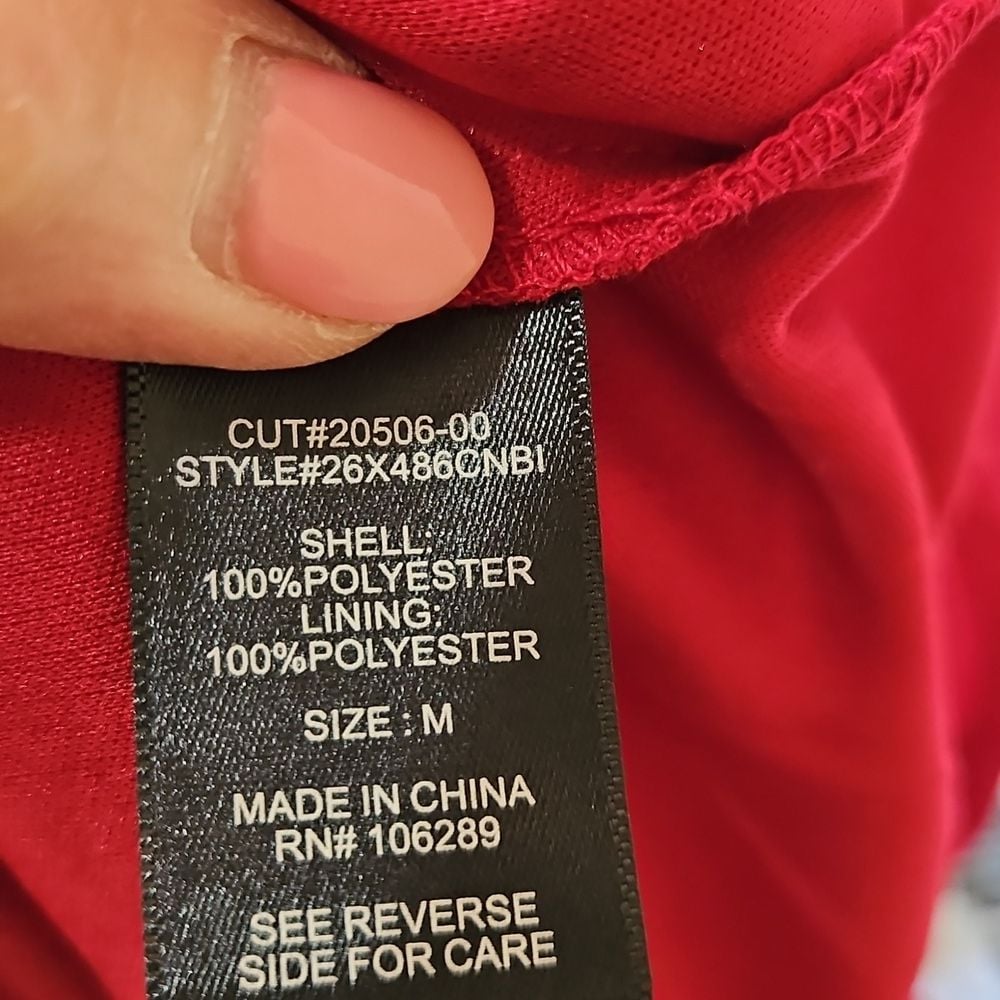 CUT#20506-00
STYLE#26X486CNBI
SHELL:
100%POLYESTER
LINING:
100%POLYESTER
SIZE : M
MADE IN CHINA
RN# 106289
SEE REVERSE
SIDE FOR CARE